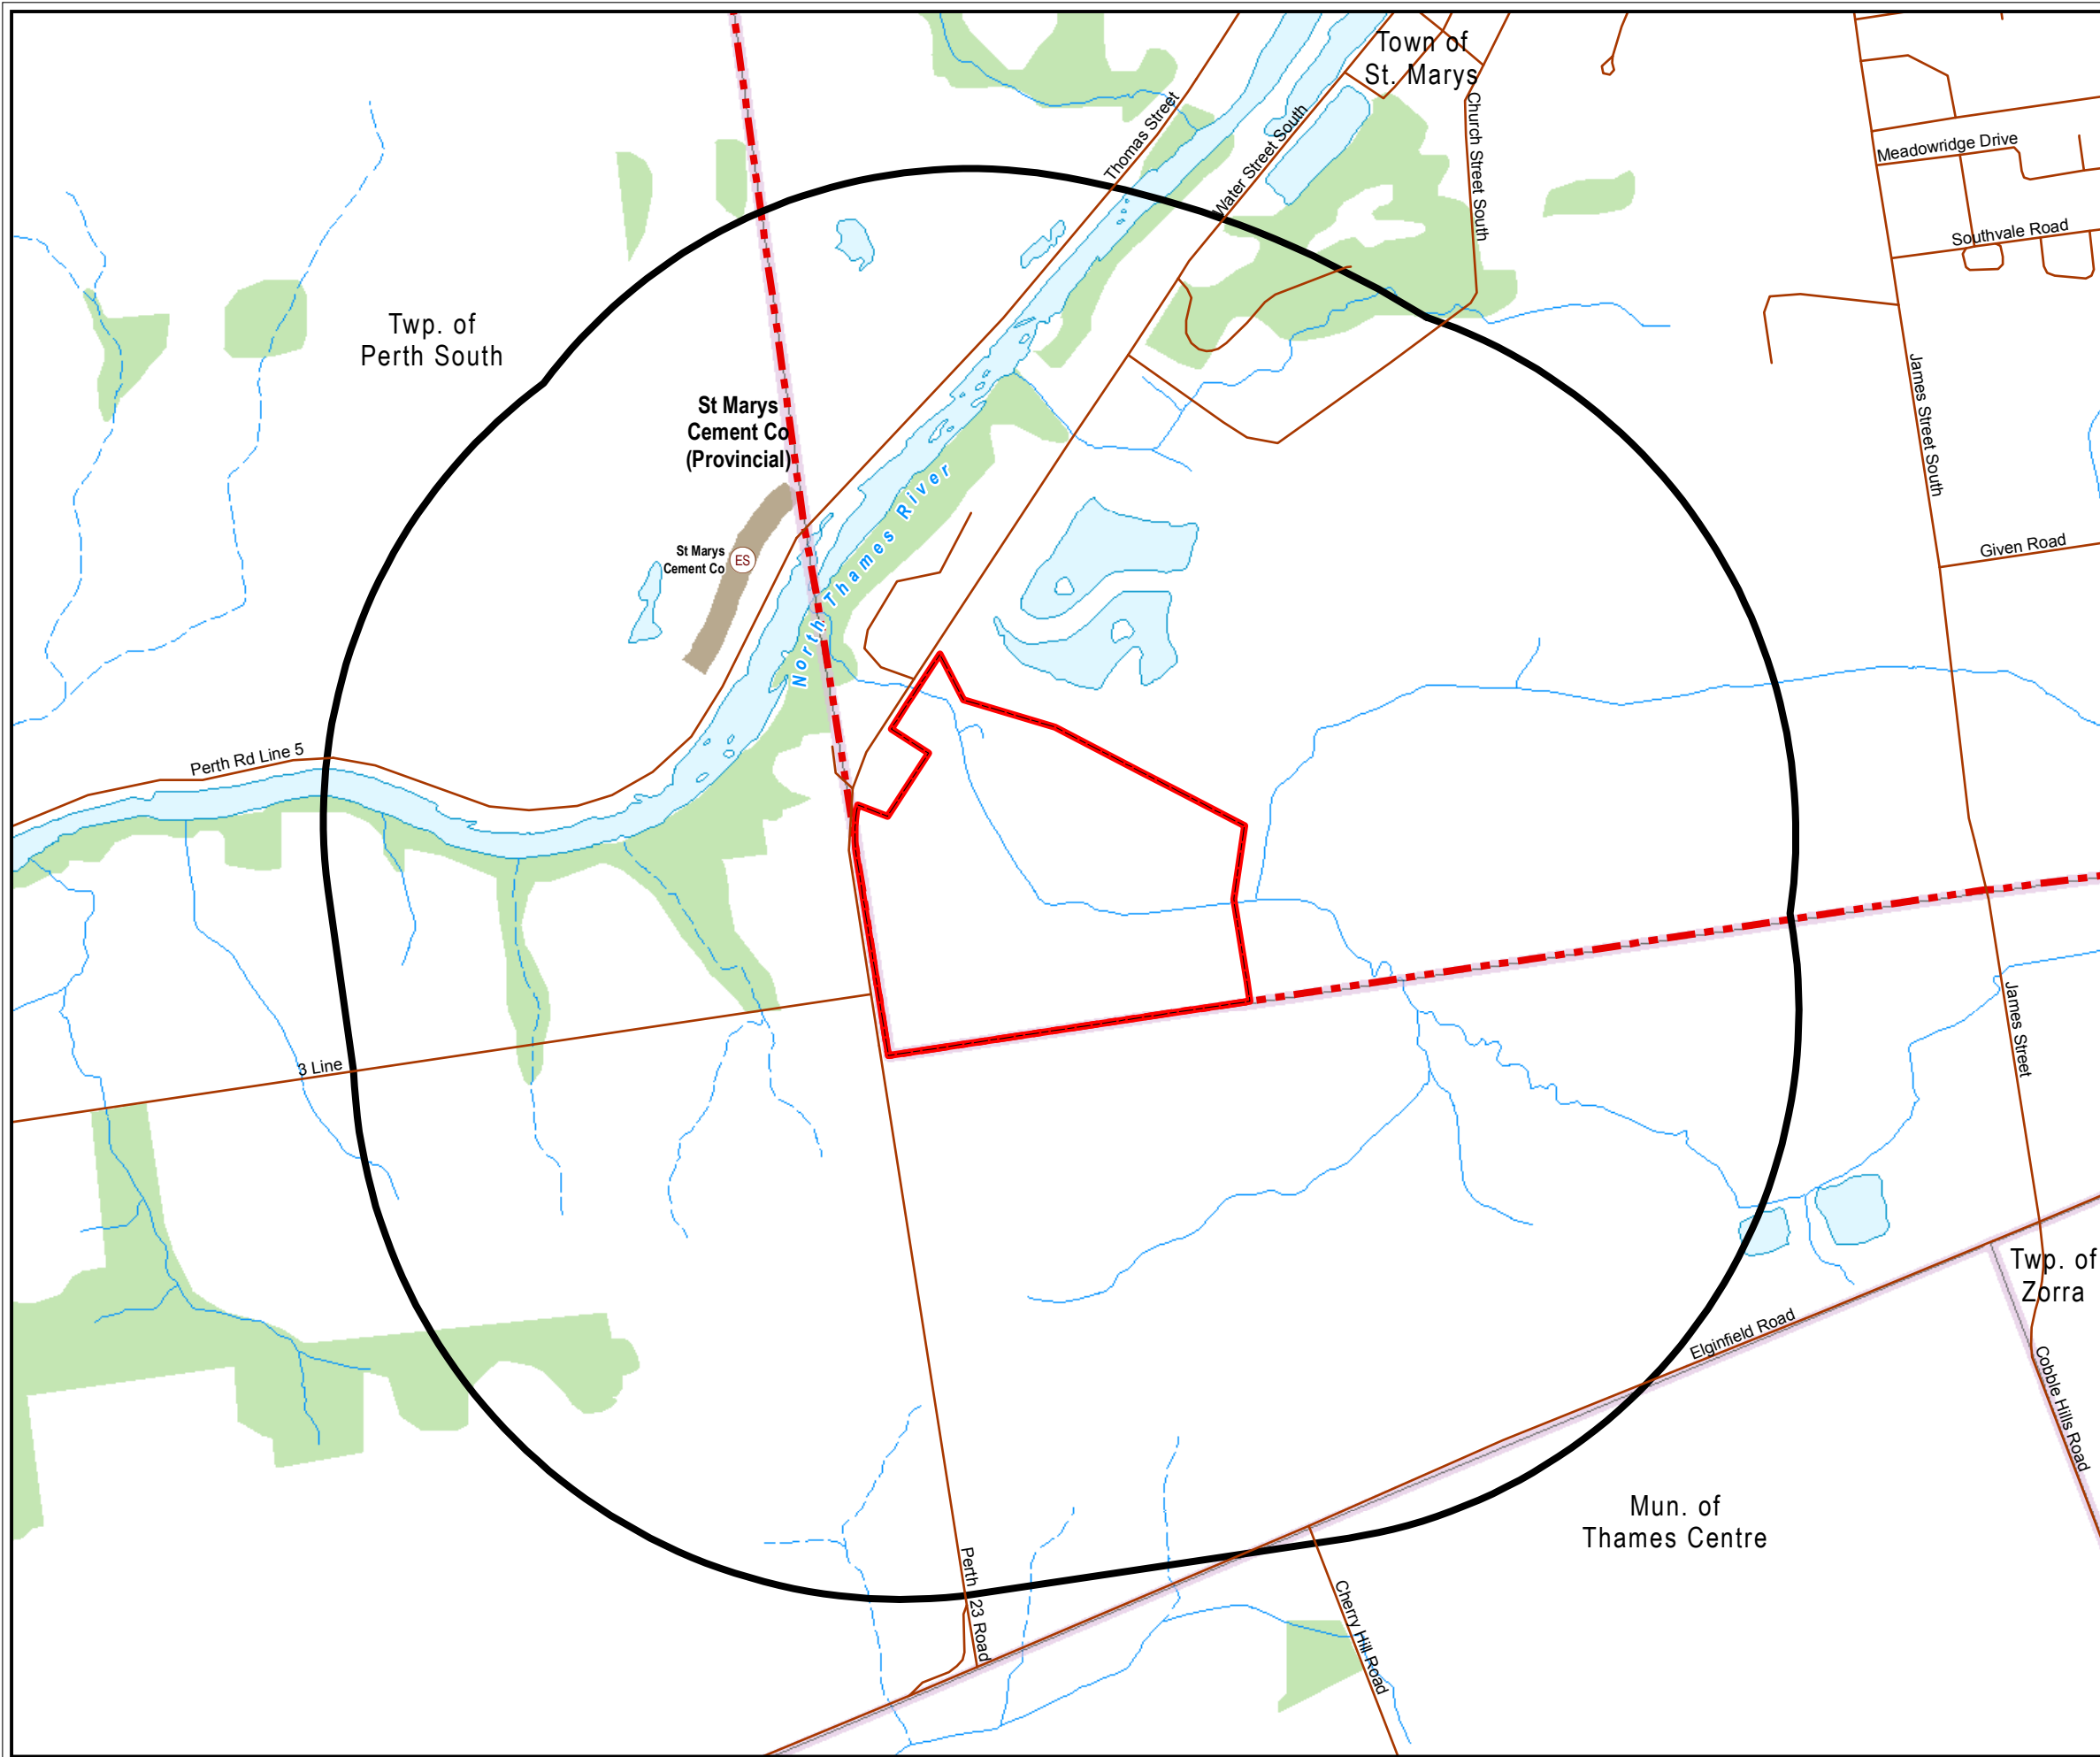 Town of
St. Marys
Thomas Street
Water Street South
Church Street South
Meadowridge Drive
Southvale Road
Twp. of
Perth South
St Marys
Cement Co
(Provincial)
James Street South
North Thames River
St Marys
Cement Co
ES
Given Road
Perth Rd Line 5
3 Line
James Street
Twp. of
Zorra
Elginfield Road
Cobble Hills Road
Mun. of
Thames Centre
Perth 23 Road
Cherry Hill Road